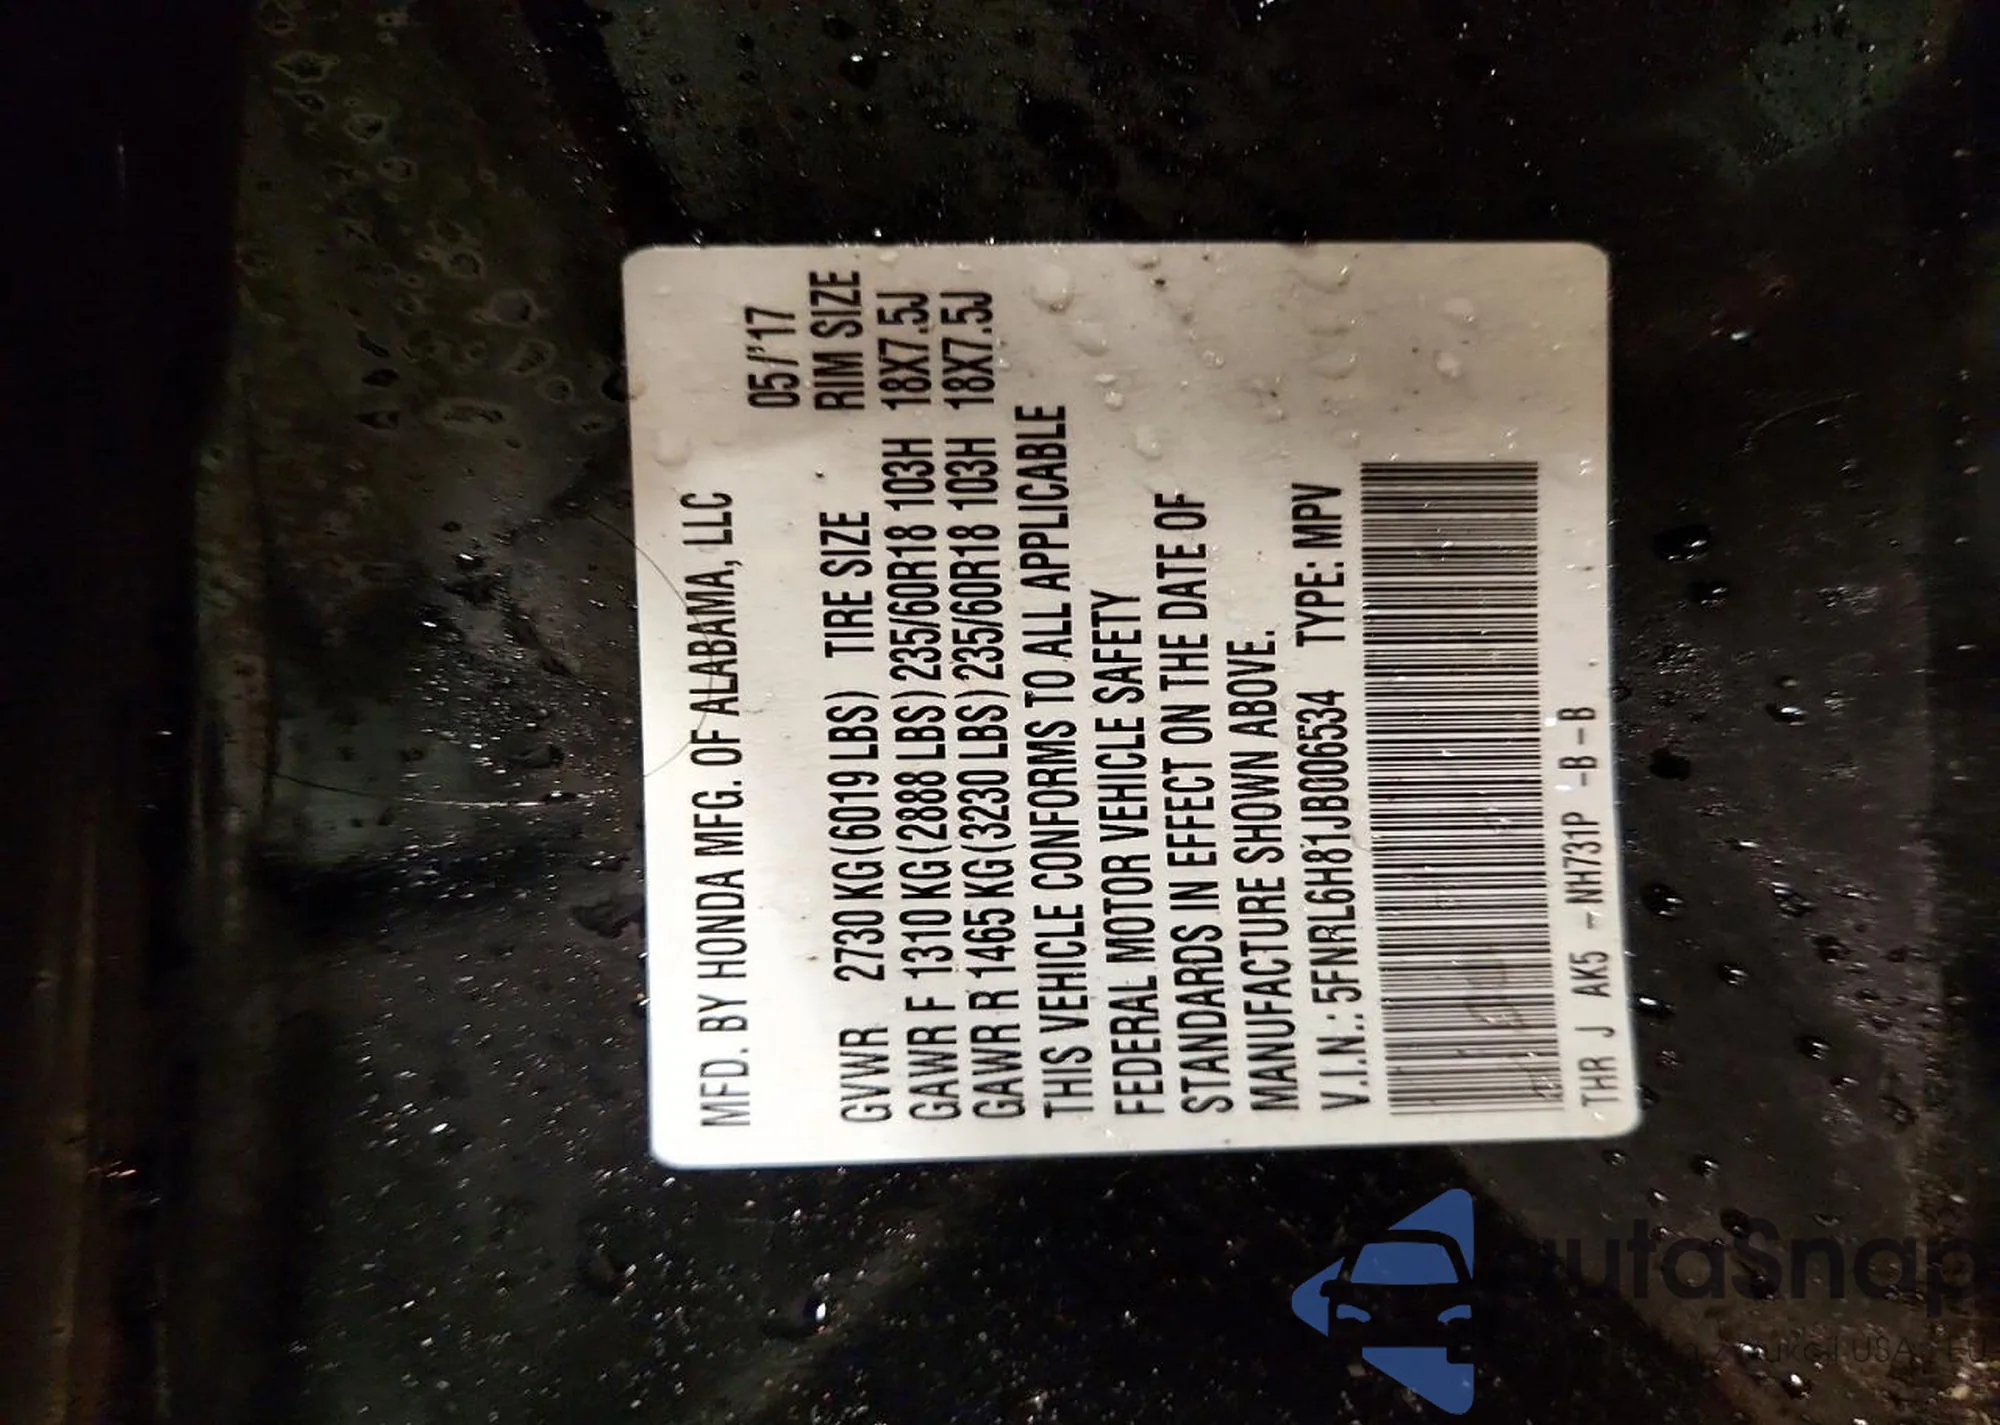 MFD. BY HONDA MFG. OF ALABAMA, LLC
05/'17
GVWR 2730 KG (6019 LBS) TIRE SIZE RIM SIZE
GAWR F 1310 KG (2888 LBS) 235/60R18 103H 18X7.5J
GAWR R 1465 KG (3230 LBS) 235/60R18 103H 18X7.5J
THIS VEHICLE CONFORMS TO ALL APPLICABLE
FEDERAL MOTOR VEHICLE SAFETY
STANDARDS IN EFFECT ON THE DATE OF
MANUFACTURE SHOWN ABOVE.
V.I.N.: 5FNRL6H81JB006534 TYPE: MPV
THR J AK5 -NH731P -B -B
autaSnap
USA